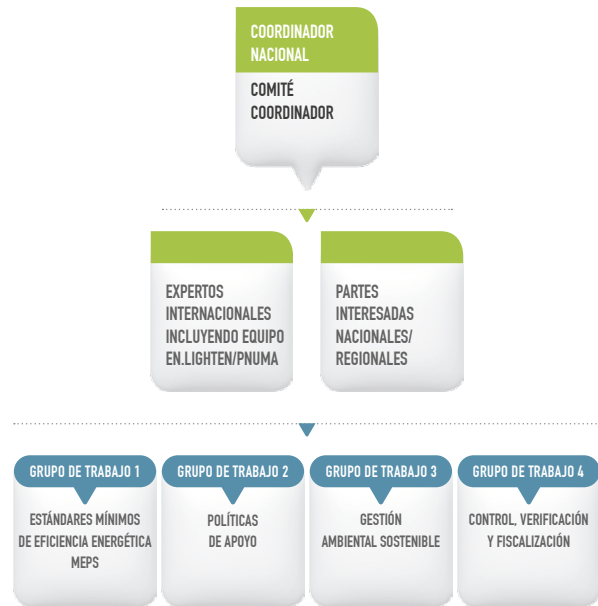 COORDINADOR
NACIONAL
COMITÉ
COORDINADOR
EXPERTOS
INTERNACIONALES
INCLUYENDO EQUIPO
EN.LIGHTEN/PNUMA
PARTES
INTERESADAS
NACIONALES/
REGIONALES
GRUPO DE TRABAJO 1
ESTÁNDARES MÍNIMOS
DE EFICIENCIA ENERGÉTICA
MEPS
GRUPO DE TRABAJO 2
POLÍTICAS
DE APOYO
GRUPO DE TRABAJO 3
GESTIÓN
AMBIENTAL SOSTENIBLE
GRUPO DE TRABAJO 4
CONTROL, VERIFICACIÓN
Y FISCALIZACIÓN